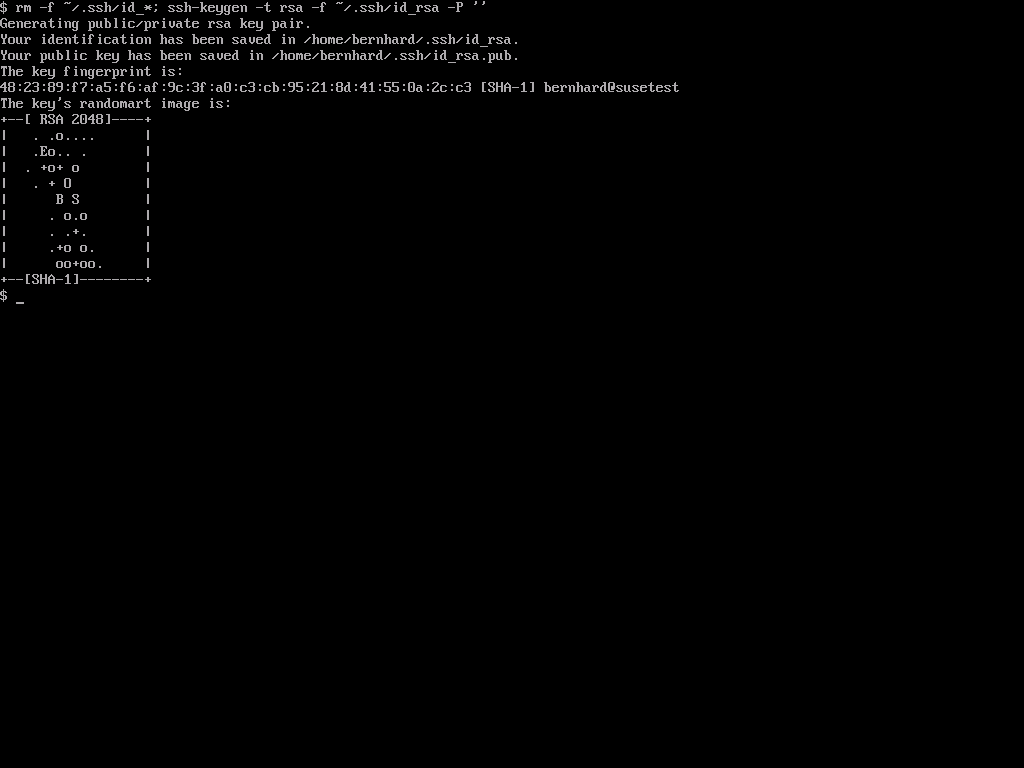 $ rm -f ~/.ssh/id_*; ssh-keygen -t rsa -f ~/.ssh/id_rsa -P ''
Generating public/private rsa key pair.
Your identification has been saved in /home/bernhard/.ssh/id_rsa.
Your public key has been saved in /home/bernhard/.ssh/id_rsa.pub.
The key fingerprint is:
48:23:89:f7:a5:f6:af:9c:3f:a0:c3:cb:95:21:8d:41:55:0a:2c:c3 [SHA-1] bernhard@susetest
The key's randomart image is:
+--[ RSA 2048]----+
|   . .o....      |
|   .Eo.. .       |
|  . +o+ o        |
|   . + O         |
|      B S        |
|     . o.o       |
|     . .+.       |
|     .+o o.      |
|      oo+oo.     |
+--[SHA-1]--------+
$ _